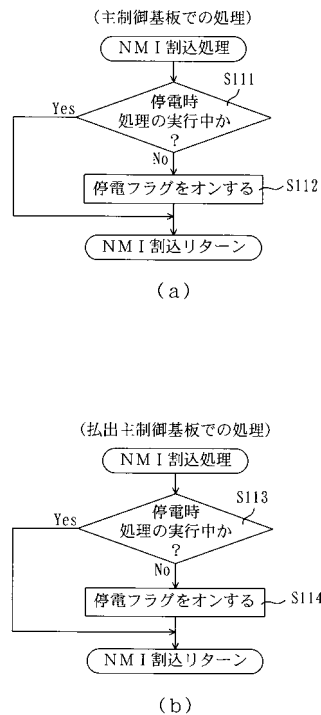 (主制御基板での処理)
NMI割込処理
S111
停電時
処理の実行中か
?
Yes
No
停電フラグをオンする
S112
NMI割込リターン
(a)
(払出主制御基板での処理)
NMI割込処理
S113
停電時
処理の実行中か
?
Yes
No
停電フラグをオンする
S114
NMI割込リターン
(b)